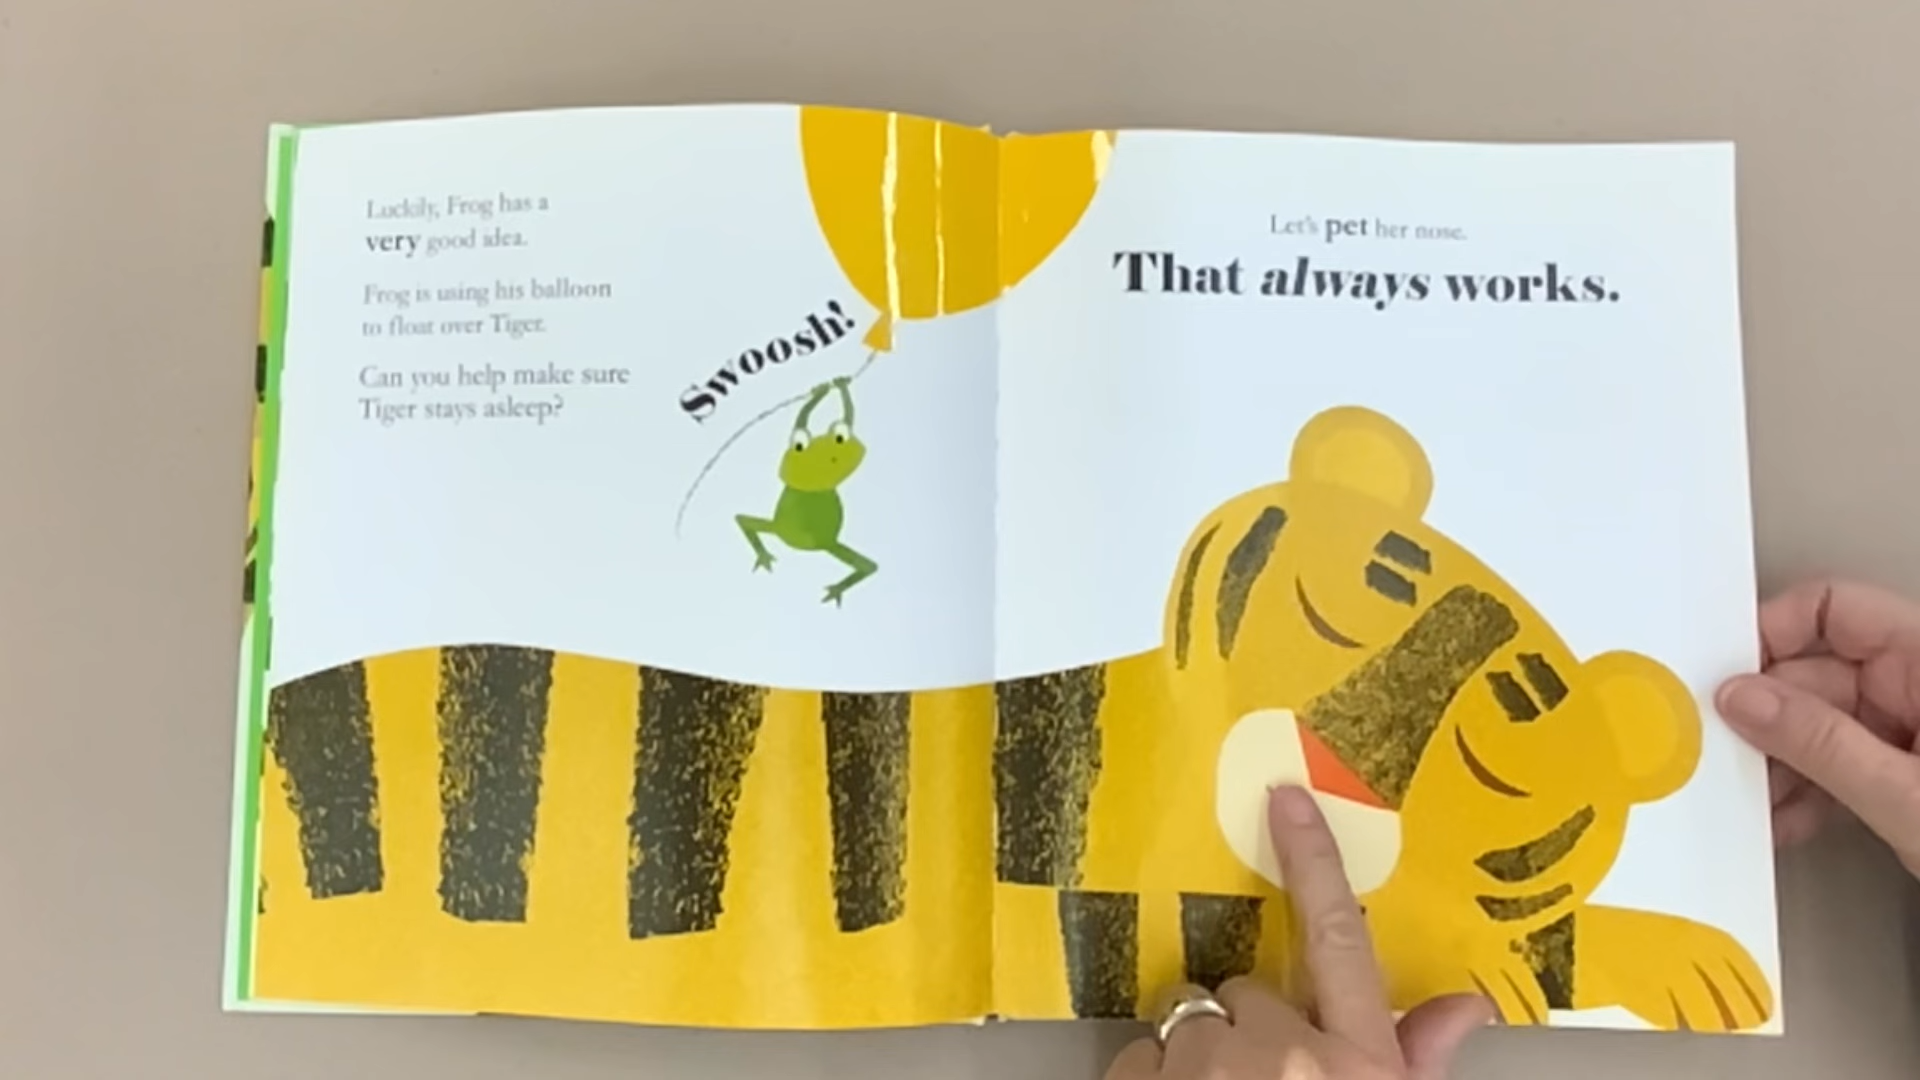 Luckily, Frog has a
very good idea.
Frog is using his balloon
to float over Tiger.
Can you help make sure
Tiger stays asleep?
Swoosh!
Let's pet her nose.
That always works.